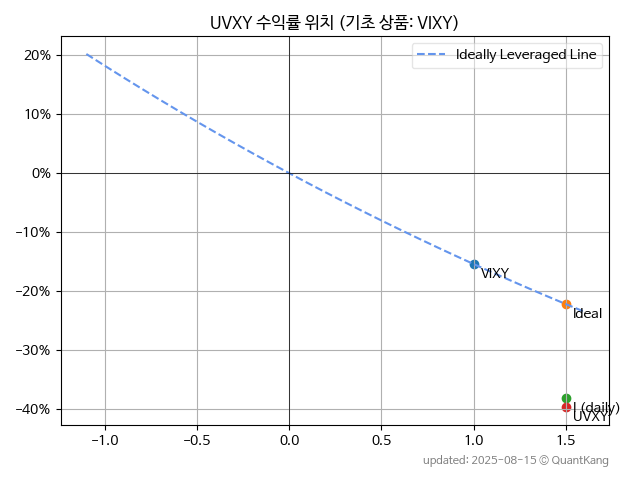 UVXY 수익률 위치 (기초 상품: VIXY)
Ideally Leveraged Line
20%
10%
0%
−10%
−20%
−30%
−40%
VIXY
Ideal
I (daily)
UVXY
−1.0
−0.5
0.0
0.5
1.0
1.5
updated: 2025-08-15 © QuantKang